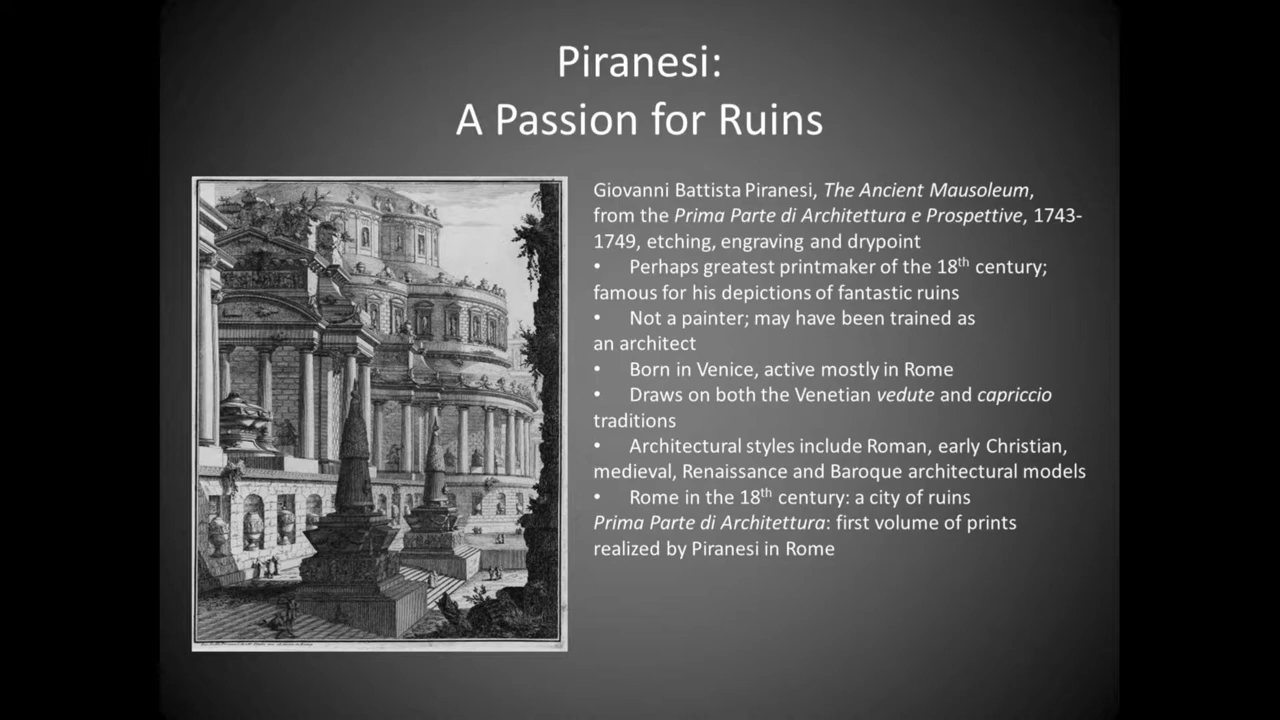 Piranesi:
A Passion for Ruins
Giovanni Battista Piranesi, The Ancient Mausoleum,
from the Prima Parte di Architettura e Prospettive, 1743-
1749, etching, engraving and drypoint
• Perhaps greatest printmaker of the 18th century;
famous for his depictions of fantastic ruins
• Not a painter; may have been trained as
an architect
• Born in Venice, active mostly in Rome
• Draws on both the Venetian vedute and capriccio
traditions
• Architectural styles include Roman, early Christian,
medieval, Renaissance and Baroque architectural models
• Rome in the 18th century: a city of ruins
Prima Parte di Architettura: first volume of prints
realized by Piranesi in Rome